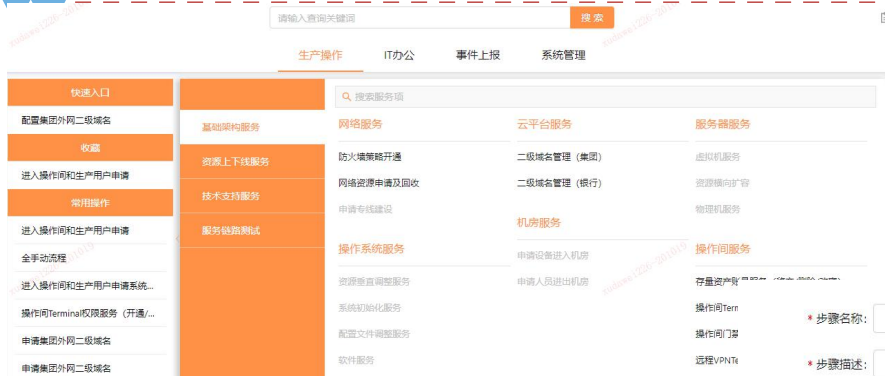 请输入查询关键词
搜 索
生产操作
IT办公
事件上报
系统管理
快速入口
配置集团外网二级域名
收藏
进入操作间和生产用户申请
常用操作
进入操作间和生产用户申请
全手动流程
进入操作间和生产用户申请系统...
操作间Terminal权限服务（开通/...
申请集团外网二级域名
申请集团外网二级域名
基础架构服务
资源上下线服务
技术支持服务
服务链路测试
搜索服务项
网络服务
防火墙策略开通
网络资源申请及回收
申请专线建设
操作系统服务
资源垂直调整服务
系统初始化服务
配置文件调整服务
软件服务
云平台服务
二级域名管理（集团）
二级域名管理（银行）
机房服务
申请设备进入机房
申请人员进出机房
服务器服务
虚拟机服务
资源横向扩容
物理机服务
操作间服务
存量资产账
操作间Tern
操作间门禁
远程VPNTe
* 步骤名称:
* 步骤描述: